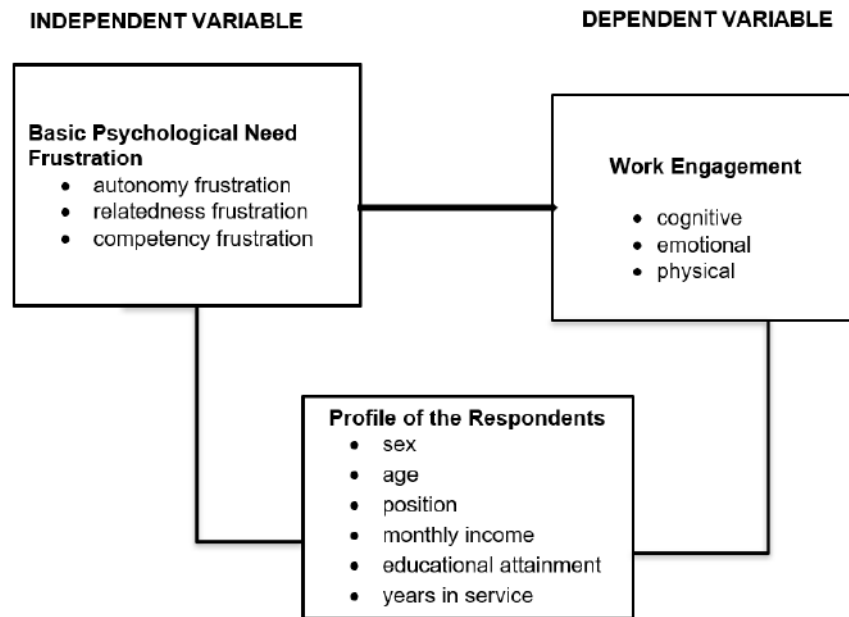 INDEPENDENT VARIABLE
DEPENDENT VARIABLE
Basic Psychological Need
Frustration
• autonomy frustration
• relatedness frustration
• competency frustration
Work Engagement
• cognitive
• emotional
• physical
Profile of the Respondents
• sex
• age
• position
• monthly income
• educational attainment
• years in service